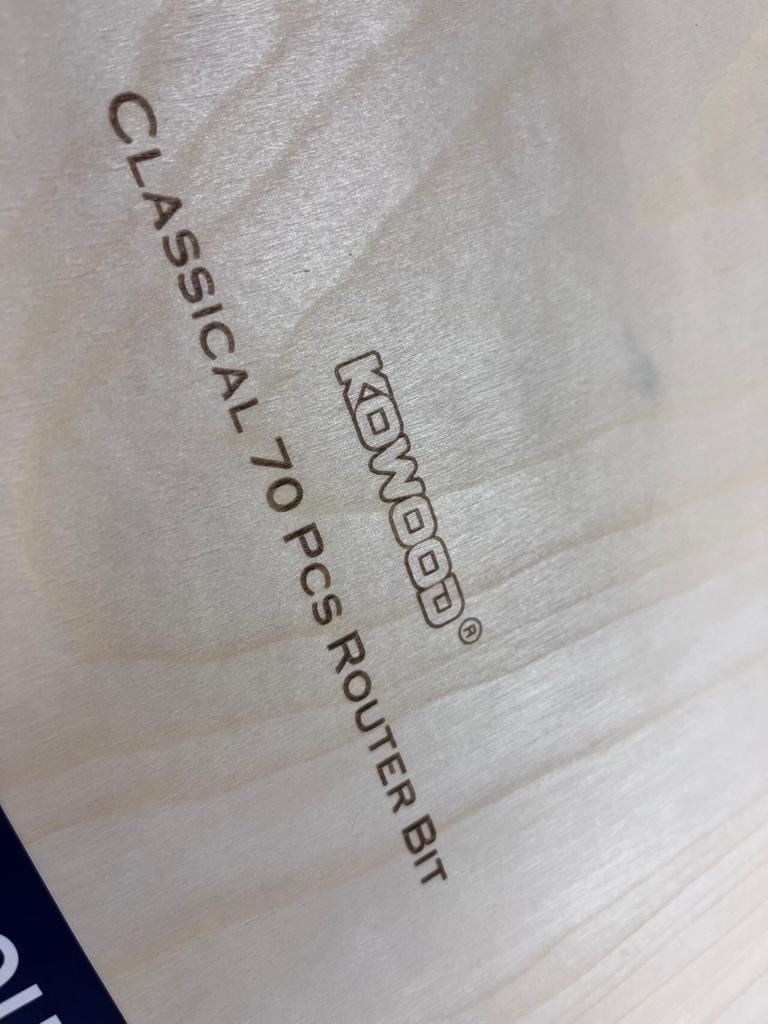 KOWOOD®
CLASSICAL 70 PCS ROUTER BIT